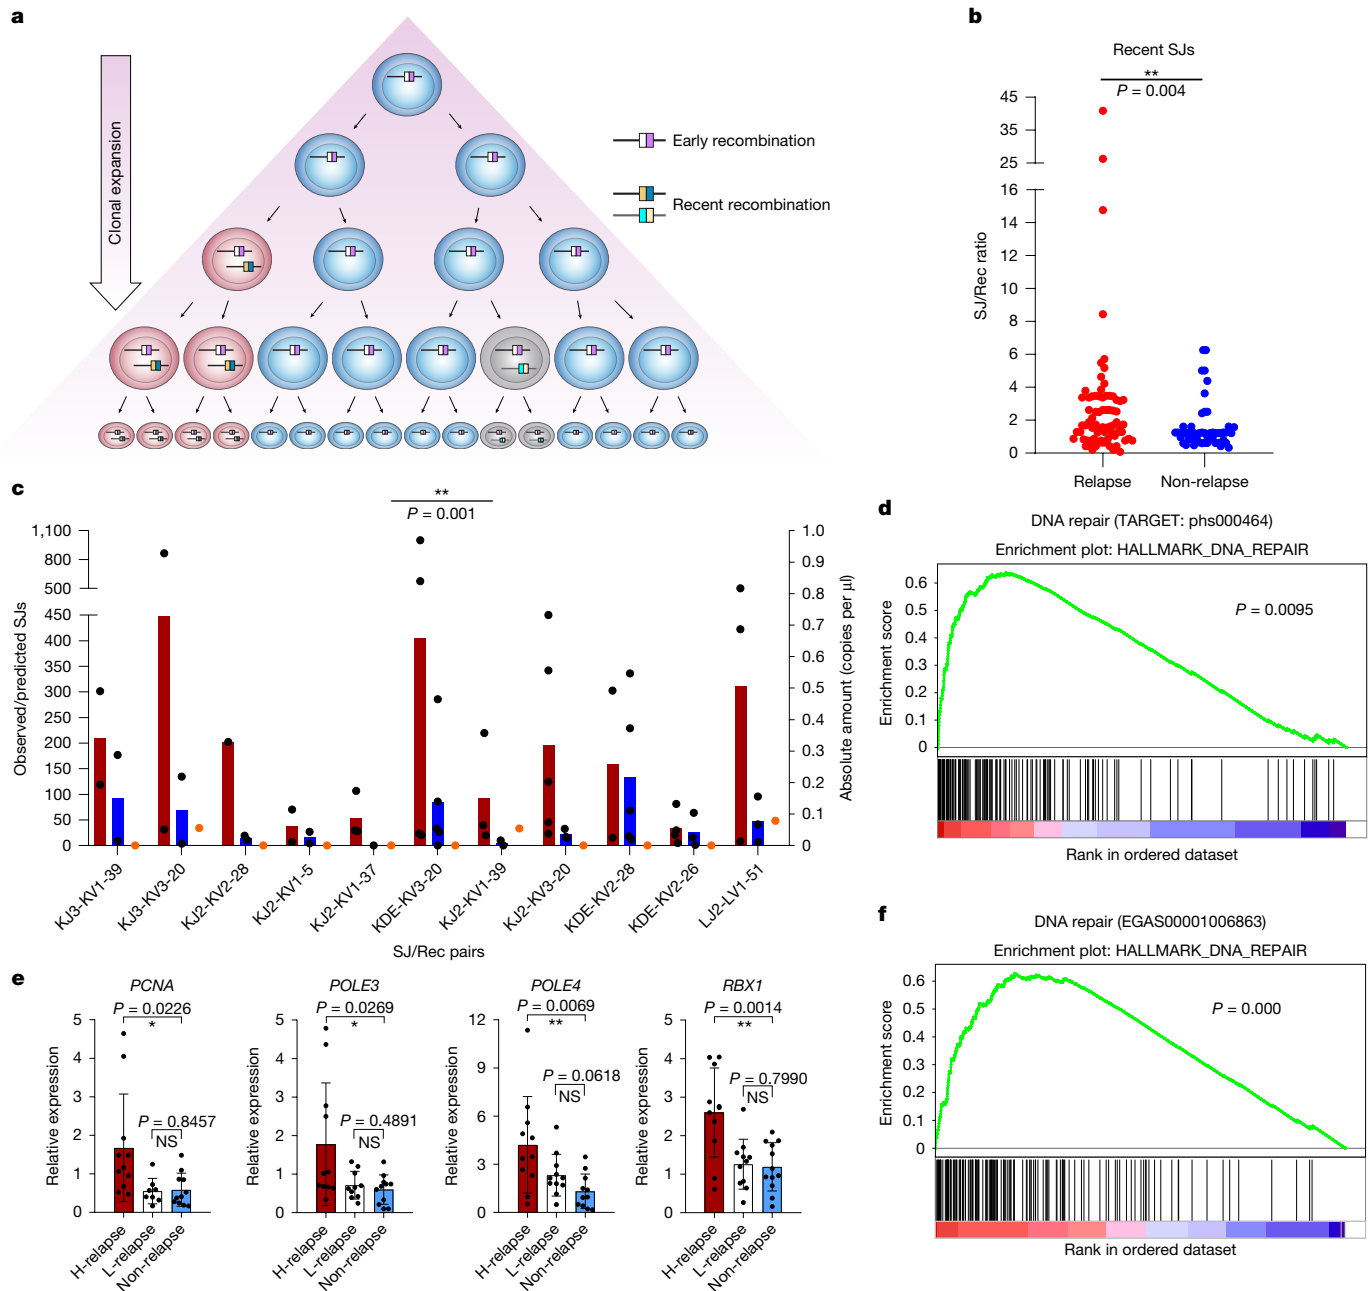 a
Clonal expansion
Early recombination
Recent recombination
b
Recent SJs
**
P = 0.004
45
35
25
16
14
12
10
8
6
4
2
0
SJ/Rec ratio
Relapse
Non-relapse
c
**
P = 0.001
1,100
800
500
450
400
350
300
250
200
150
100
50
0
Observed/predicted SJs
1.0
0.9
0.8
0.7
0.6
0.5
0.4
0.3
0.2
0.1
0
Absolute amount (copies per µl)
KJ3-KV1-39
KJ3-KV3-20
KJ2-KV2-28
KJ2-KV1-5
KJ2-KV1-37
KDE-KV3-20
KJ2-KV1-39
KJ2-KV3-20
KDE-KV2-28
KDE-KV2-26
LJ2-LV1-51
SJ/Rec pairs
d
DNA repair (TARGET: phs000464)
Enrichment plot: HALLMARK_DNA_REPAIR
P = 0.0095
0.6
0.5
0.4
0.3
0.2
0.1
0
Enrichment score
Rank in ordered dataset
e
PCNA
P = 0.0226
*
P = 0.8457
NS
5
4
3
2
1
0
Relative expression
H-relapse
L-relapse
Non-relapse
POLE3
P = 0.0269
*
P = 0.4891
NS
5
4
3
2
1
0
Relative expression
H-relapse
L-relapse
Non-relapse
POLE4
P = 0.0069
**
P = 0.0618
NS
12
9
6
3
0
Relative expression
H-relapse
L-relapse
Non-relapse
RBX1
P = 0.0014
**
P = 0.7990
NS
5
4
3
2
1
0
Relative expression
H-relapse
L-relapse
Non-relapse
f
DNA repair (EGAS00001006863)
Enrichment plot: HALLMARK_DNA_REPAIR
P = 0.000
0.6
0.5
0.4
0.3
0.2
0.1
0
Enrichment score
Rank in ordered dataset